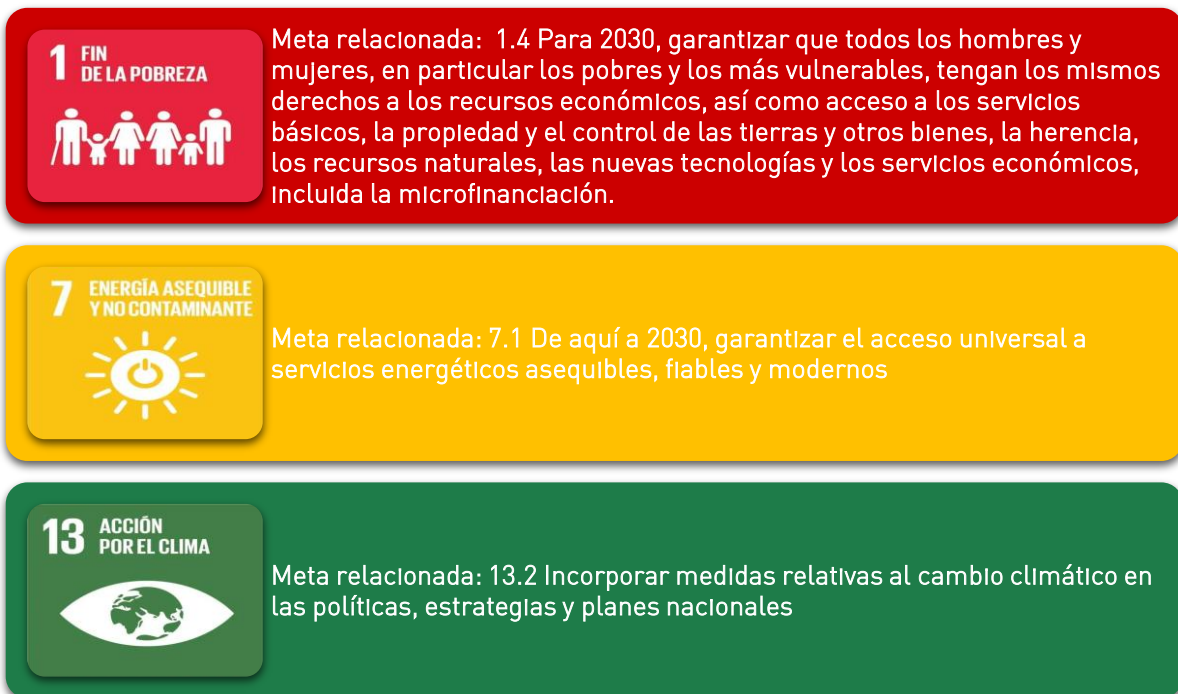 1 FIN
DE LA POBREZA
Meta relacionada: 1.4 Para 2030, garantizar que todos los hombres y
mujeres, en particular los pobres y los más vulnerables, tengan los mismos
derechos a los recursos económicos, así como acceso a los servicios
básicos, la propiedad y el control de las tierras y otros bienes, la herencia,
los recursos naturales, las nuevas tecnologías y los servicios económicos,
incluida la microfinanciación.
7 ENERGÍA ASEQUIBLE
Y NO CONTAMINANTE
Meta relacionada: 7.1 De aquí a 2030, garantizar el acceso universal a
servicios energéticos asequibles, fiables y modernos
13 ACCIÓN
POR EL CLIMA
Meta relacionada: 13.2 Incorporar medidas relativas al cambio climático en
las políticas, estrategias y planes nacionales